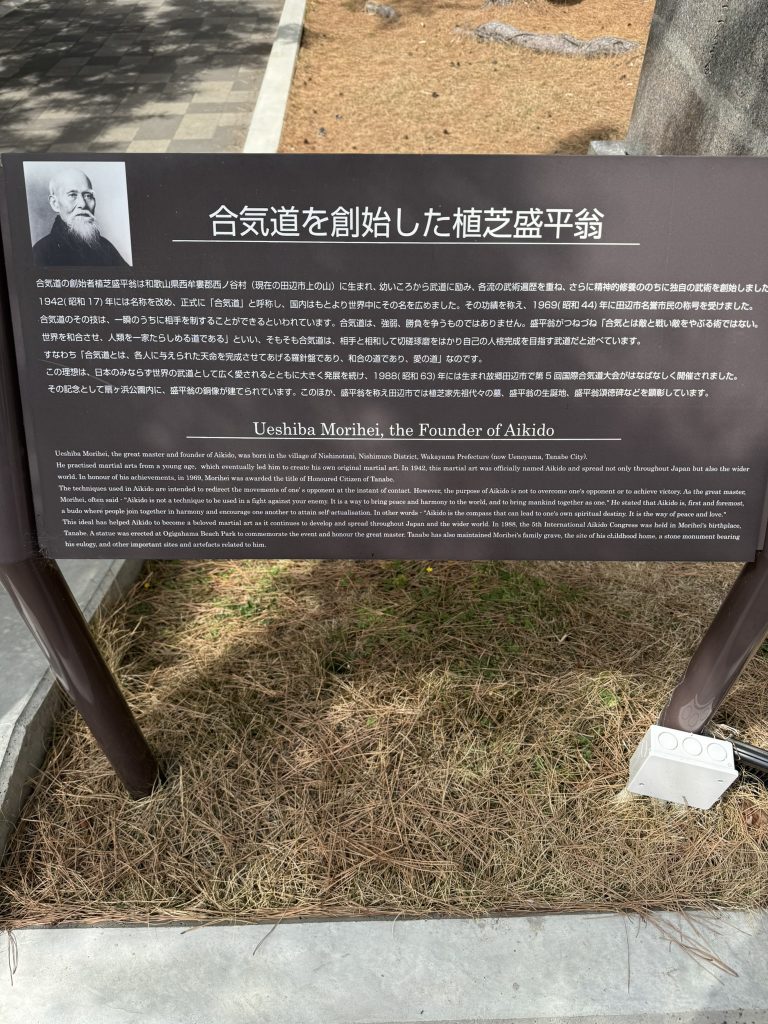 合気道を創始した植芝盛平翁
合気道の創始者植芝盛平翁は和歌山県西牟婁郡西ノ谷村（現在の田辺市上の山）に生まれ、幼いころから武道に励み、各流の武術遍歴を重ね、さらに精神的修養ののちに独自の武術を創始しました
1942(昭和17)年には名称を改め、正式に「合気道」と呼称し、国内はもとより世界中にその名を広めました。その功績を称え、1969(昭和44)年に田辺市名誉市民の称号を受けました。
合気道のその技は、一瞬のうちに相手を制することができるといわれています。合気道は、強弱、勝負を争うものではありません。盛平翁がつねづね「合気とは敵と戦い敵をやぶる術ではない。
世界を和合させ、人類を一家たらしめる道である」といい、そもそも合気道は、相手と相和して切磋琢磨をはかり自己の人格完成を目指す武道だと述べています。
すなわち「合気道とは、各人に与えられた天命を完成させてあげる羅針盤であり、和合の道であり、愛の道」なのです。
この理想は、日本のみならず世界の武道として広く愛されるとともに大きく発展を続け、1988(昭和63)年には生まれ故郷田辺市で第5回国際合気道大会がはなばなしく開催されました。
その記念として扇ヶ浜公園内に、盛平翁の銅像が建てられています。このほか、盛平翁を称え田辺市では植芝家先祖代々の墓、盛平翁の生誕地、盛平翁頌徳碑などを顕彰しています。
Ueshiba Morihei, the Founder of Aikido
Ueshiba Morihei, the great master and founder of Aikido, was born in the village of Nishinotani, Nishimuro District, Wakayama Prefecture (now Uenoyama, Tanabe City).
He practised martial arts from a young age, which eventually led him to create his own original martial art. In 1942, this martial art was officially named Aikido and spread not only throughout Japan but also the wider
world. In honour of his achievements, in 1969, Morihei was awarded the title of Honoured Citizen of Tanabe.
The techniques used in Aikido are intended to redirect the movements of one's opponent at the instant of contact. However, the purpose of Aikido is not to overcome one's opponent or to achieve victory. As the great master,
Morihei, often said - "Aikido is not a technique to be used in a fight against your enemy. It is a way to bring peace and harmony to the world, and to bring mankind together as one." He stated that Aikido is, first and foremost,
a budo where people join together in harmony and encourage one another to attain self-actualisation. In other words - "Aikido is the compass that can lead to one's own spiritual destiny. It is the way of peace and love."
This ideal has helped Aikido to become a beloved martial art as it continues to develop and spread throughout Japan and the wider world. In 1988, the 5th International Aikido Congress was held in Morihei's birthplace,
Tanabe. A statue was erected at Ogigahama Beach Park to commemorate the event and honour the great master. Tanabe has also maintained Morihei's family grave, the site of his childhood home, a stone monument bearing
his eulogy, and other important sites and artefacts related to him.